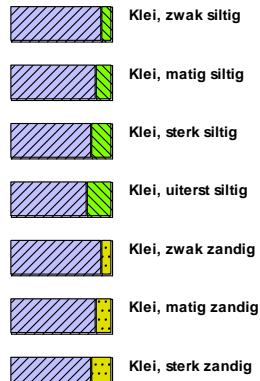 Klei, zwak siltig
Klei, matig siltig
Klei, sterk siltig
Klei, uiterst siltig
Klei, zwak zandig
Klei, matig zandig
Klei, sterk zandig